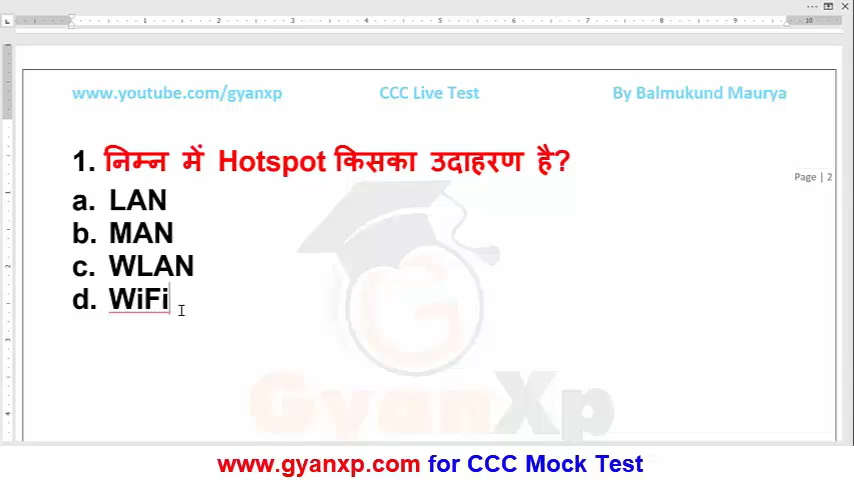 www.youtube.com/gyanxp CCC Live Test By Balmukund Maurya
1. निम्न में Hotspot किसका उदाहरण है?
Page | 2
a. LAN
b. MAN
c. WLAN
d. WiFi
GyanXp
www.gyanxp.com for CCC Mock Test